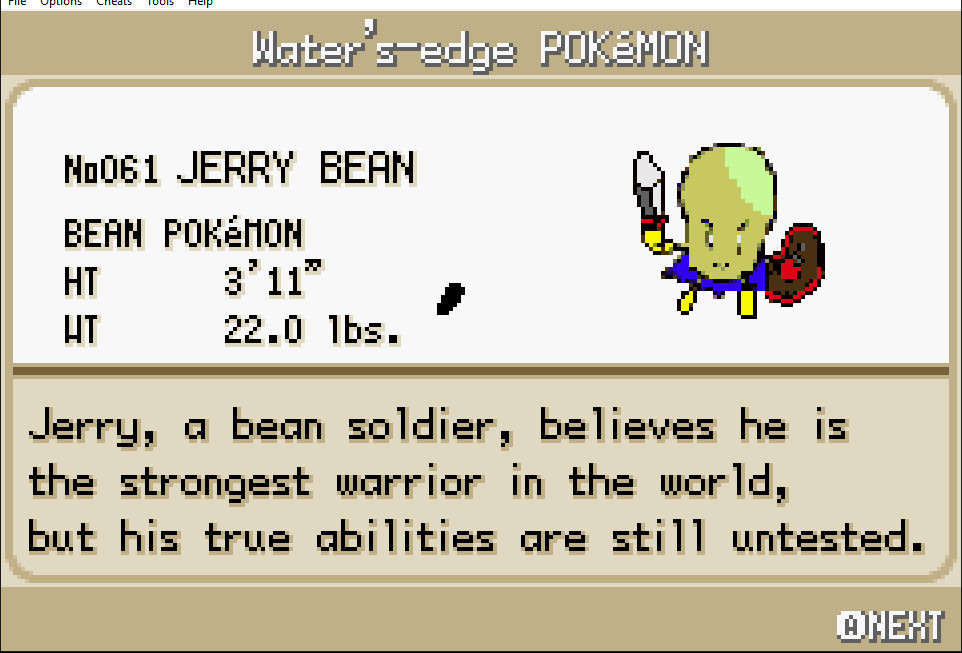 File Options Cheats Tools Help
Water's-edge POKéMON
No061 JERRY BEAN
BEAN POKéMON
HT 3'11"
WT 22.0 lbs.
Jerry, a bean soldier, believes he is
the strongest warrior in the world,
but his true abilities are still untested.
A NEXT